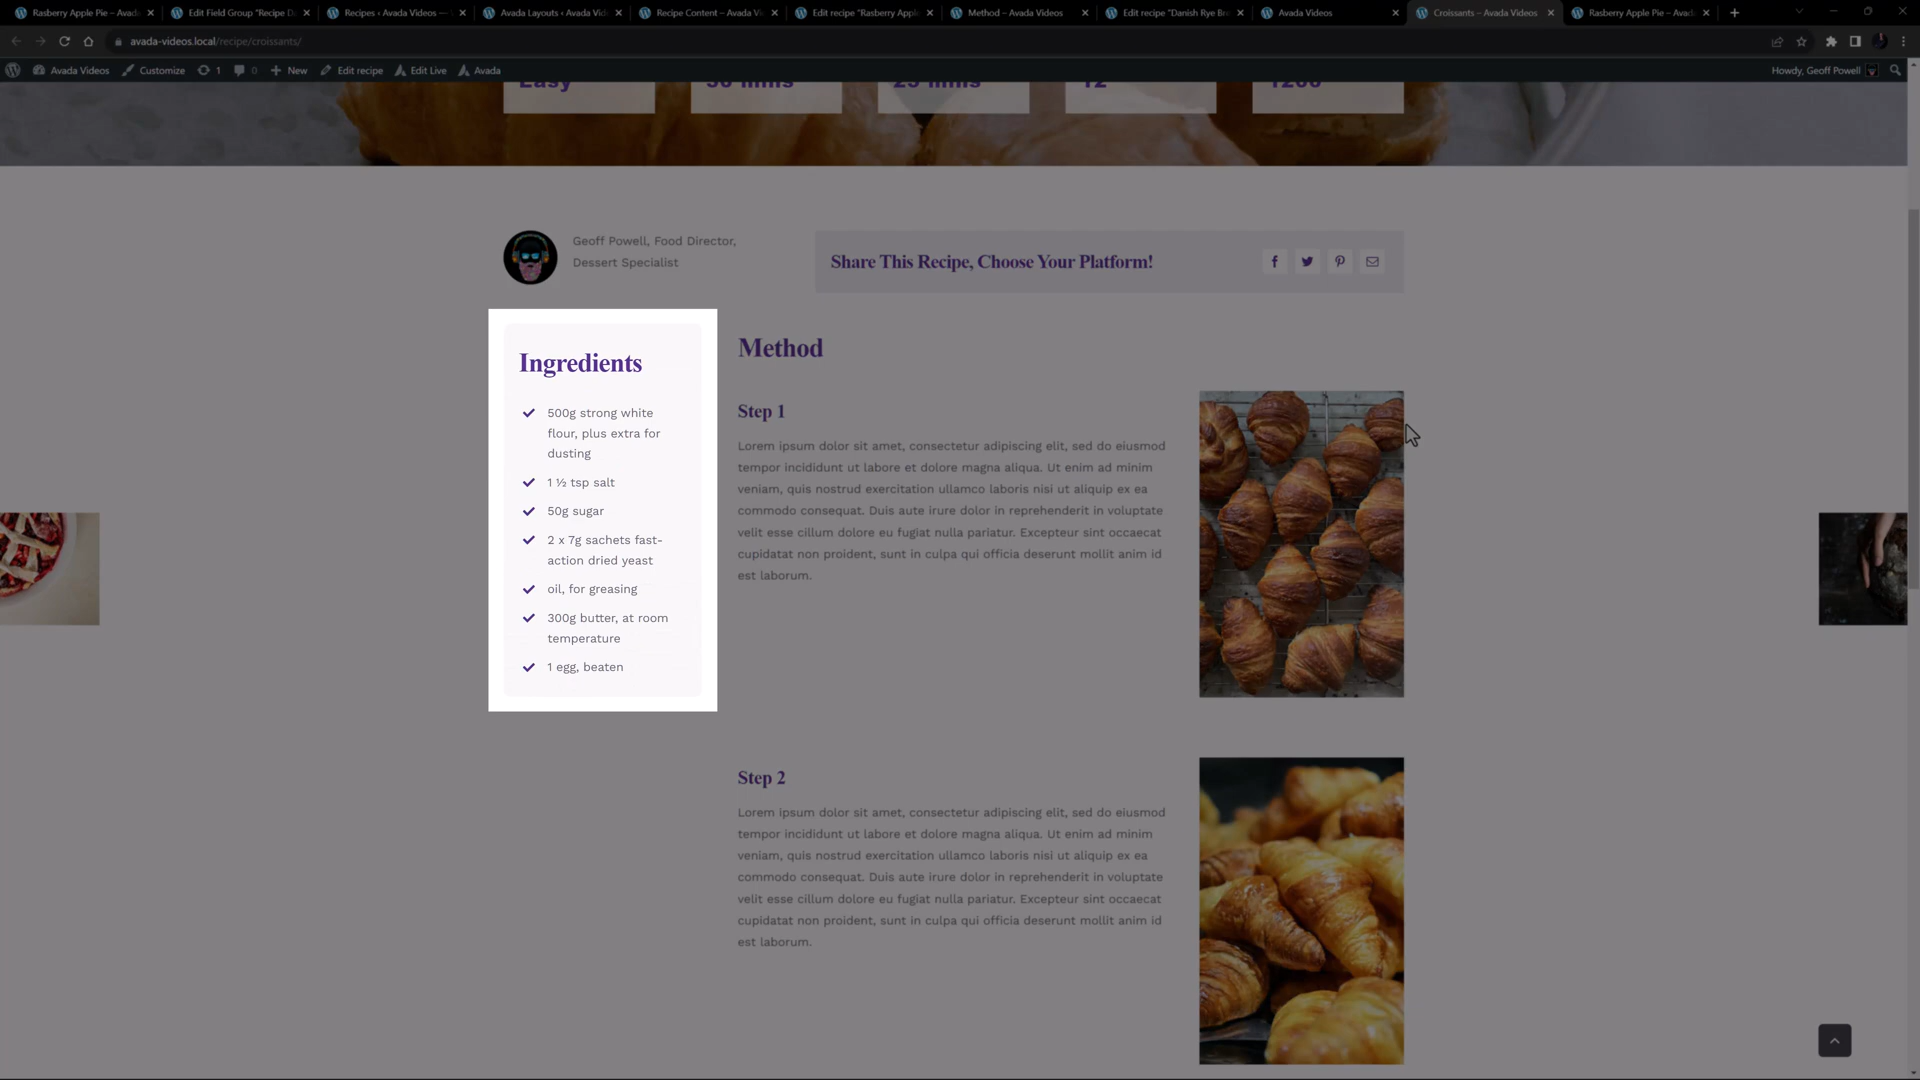 Rasberry Apple Pie – Avad
Edit Field Group "Recipe D
Recipes ‹ Avada Videos —
Avada Layouts ‹ Avada Vid
Recipe Content – Avada V
Edit recipe "Rasberry Appl
Method – Avada Videos
Edit recipe "Danish Rye Br
Avada Videos
Croissants – Avada Videos
Rasberry Apple Pie – Avad
avada-videos.local/recipe/croissants/
Avada Videos
Customize
1
0
New
Edit recipe
Edit Live
Avada
Howdy, Geoff Powell
Easy
12
1200
Geoff Powell, Food Director,
Dessert Specialist
Share This Recipe, Choose Your Platform!
Ingredients
500g strong white
flour, plus extra for
dusting
1 ½ tsp salt
50g sugar
2 x 7g sachets fast-
action dried yeast
oil, for greasing
300g butter, at room
temperature
1 egg, beaten
Method
Step 1
Lorem ipsum dolor sit amet, consectetur adipiscing elit, sed do eiusmod
tempor incididunt ut labore et dolore magna aliqua. Ut enim ad minim
veniam, quis nostrud exercitation ullamco laboris nisi ut aliquip ex ea
commodo consequat. Duis aute irure dolor in reprehenderit in voluptate
velit esse cillum dolore eu fugiat nulla pariatur. Excepteur sint occaecat
cupidatat non proident, sunt in culpa qui officia deserunt mollit anim id
est laborum.
Step 2
Lorem ipsum dolor sit amet, consectetur adipiscing elit, sed do eiusmod
tempor incididunt ut labore et dolore magna aliqua. Ut enim ad minim
veniam, quis nostrud exercitation ullamco laboris nisi ut aliquip ex ea
commodo consequat. Duis aute irure dolor in reprehenderit in voluptate
velit esse cillum dolore eu fugiat nulla pariatur. Excepteur sint occaecat
cupidatat non proident, sunt in culpa qui officia deserunt mollit anim id
est laborum.